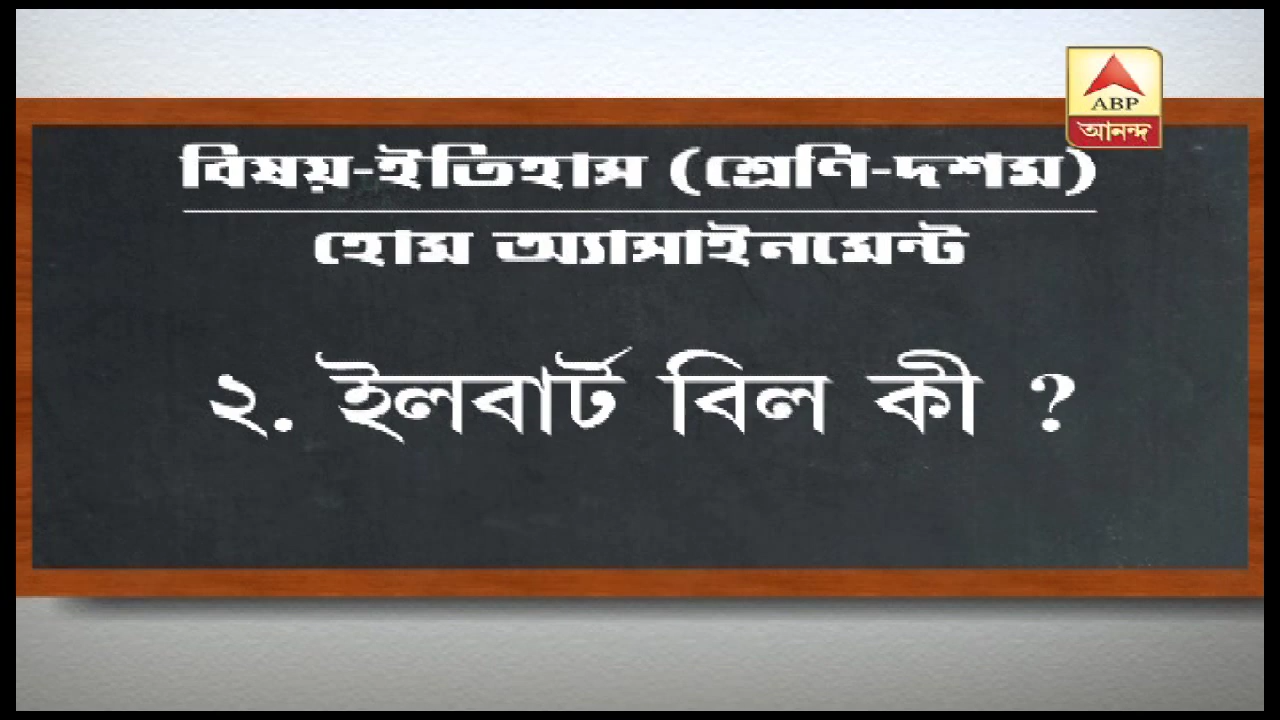 ABP
আনন্দ
বিষয়-ইতিহাস (শ্রেণি-দশম)
হোম অ্যাসাইনমেন্ট
২. ইলবার্ট বিল কী ?